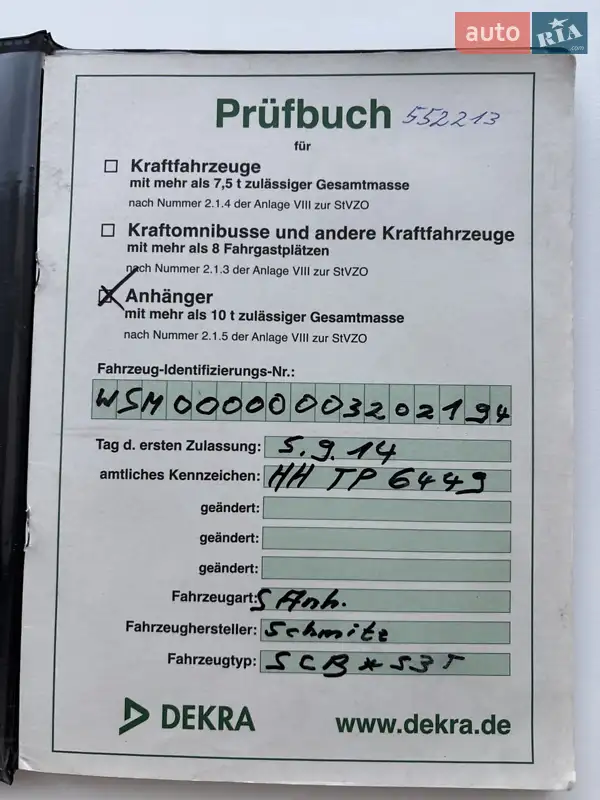 auto RIA .com
Prüfbuch 552213
für
Kraftfahrzeuge
mit mehr als 7,5 t zulässiger Gesamtmasse
nach Nummer 2.1.4 der Anlage VIII zur StVZO
Kraftomnibusse und andere Kraftfahrzeuge
mit mehr als 8 Fahrgastplätzen
nach Nummer 2.1.3 der Anlage VIII zur StVZO
Anhänger
mit mehr als 10 t zulässiger Gesamtmasse
nach Nummer 2.1.5 der Anlage VIII zur StVZO
Fahrzeug-Identifizierungs-Nr.:
WSM00000003202194
Tag d. ersten Zulassung: 5.9.14
amtliches Kennzeichen: HH TP 6449
geändert:
geändert:
geändert:
Fahrzeugart: S Anh.
Fahrzeughersteller: Schmitz
Fahrzeugtyp: SCB*S3T
DEKRA www.dekra.de